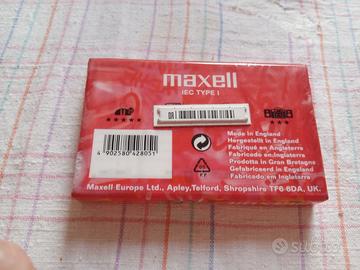 maxell
IEC TYPE I
★★★★★
★★★
4 902580 428051
Made in England
Hergestellt in England
Fabriqué en Angleterre
Fabricado en Inglaterra
Prodotto in Gran Bretagna
Gefabriceerd in Engeland
Fabricado em Inglaterra
Maxell Europe Ltd., Apley, Telford, Shropshire TF6 6DA, UK.
subito